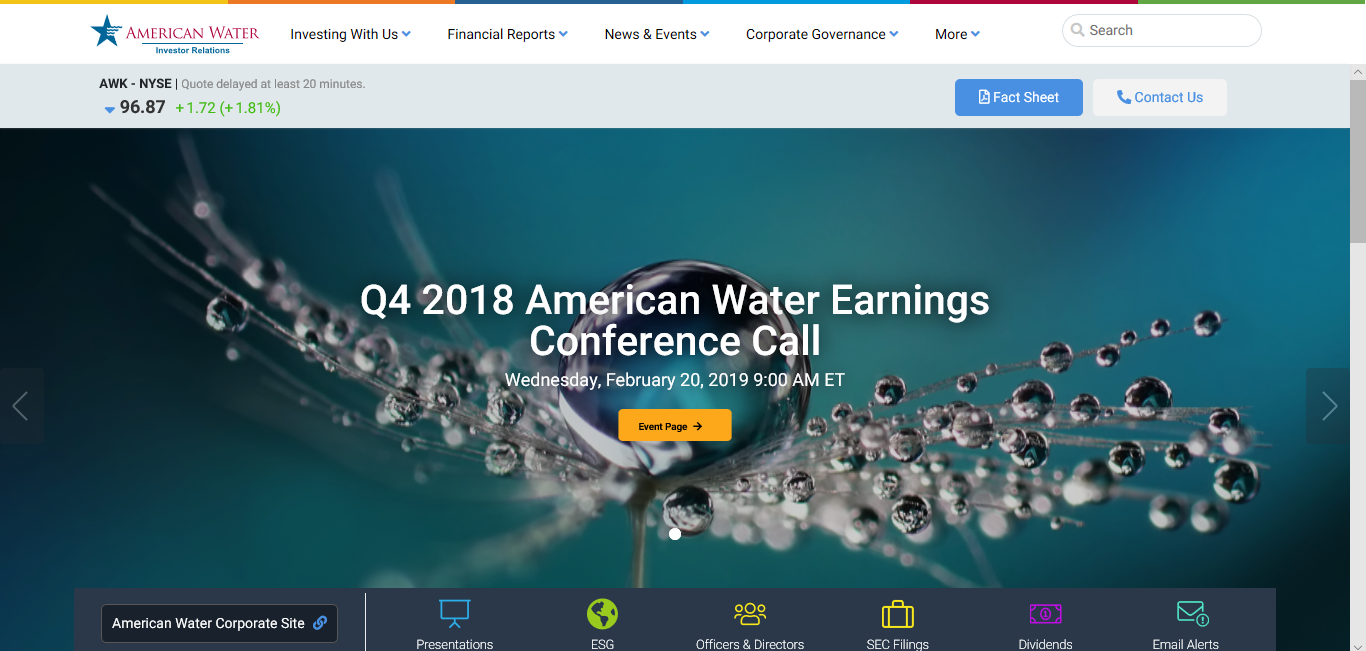 AMERICAN WATER
Investor Relations
Investing With Us
Financial Reports
News & Events
Corporate Governance
More
Search
AWK - NYSE | Quote delayed at least 20 minutes.
96.87 +1.72 (+1.81%)
Fact Sheet
Contact Us
Q4 2018 American Water Earnings
Conference Call
Wednesday, February 20, 2019 9:00 AM ET
Event Page
American Water Corporate Site
Presentations
ESG
Officers & Directors
SEC Filings
Dividends
Email Alerts